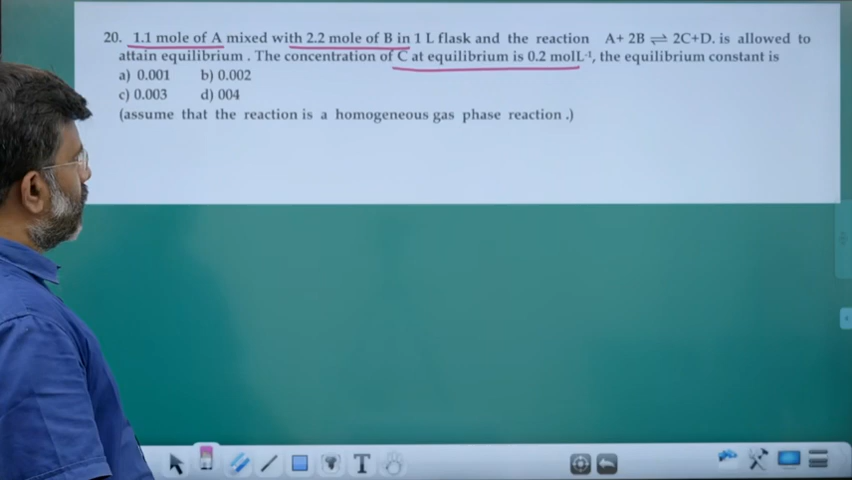 20. 1.1 mole of A mixed with 2.2 mole of B in 1 L flask and the reaction A+ 2B ⇌ 2C+D. is allowed to
attain equilibrium . The concentration of C at equilibrium is 0.2 molL⁻¹, the equilibrium constant is
a) 0.001 b) 0.002
c) 0.003 d) 004
(assume that the reaction is a homogeneous gas phase reaction .)
T